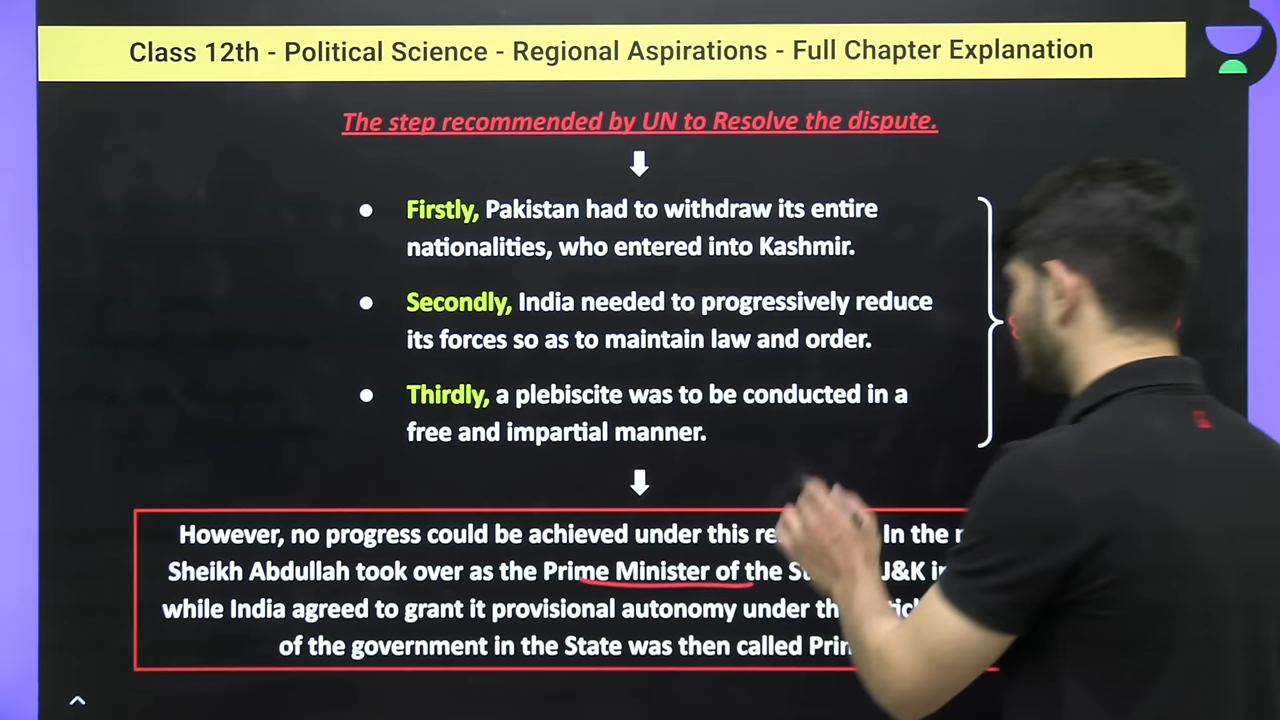 Class 12th - Political Science - Regional Aspirations - Full Chapter Explanation
The step recommended by UN to Resolve the dispute.
Firstly, Pakistan had to withdraw its entire
nationalities, who entered into Kashmir.
Secondly, India needed to progressively reduce
its forces so as to maintain law and order.
Thirdly, a plebiscite was to be conducted in a
free and impartial manner.
However, no progress could be achieved under this In the
Sheikh Abdullah took over as the Prime Minister of the J&K
while India agreed to grant it provisional autonomy under
of the government in the State was then called